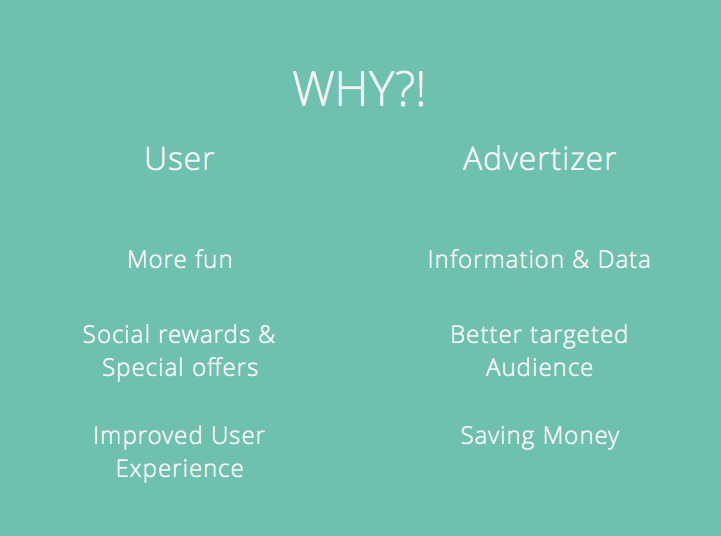 WHY?!
User
Advertizer
More fun
Information & Data
Social rewards &
Special offers
Better targeted
Audience
Improved User
Experience
Saving Money